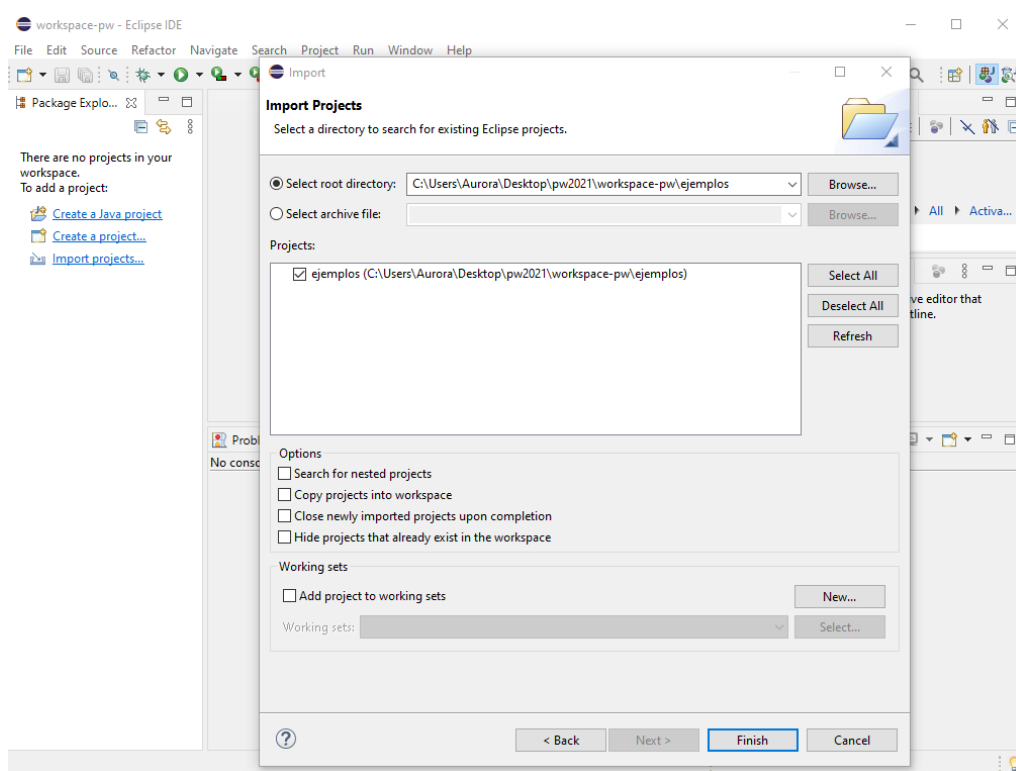 workspace-pw - Eclipse IDE
File Edit Source Refactor Navigate Search Project Run Window Help
Package Explo...
There are no projects in your
workspace.
To add a project:
Create a Java project
Create a project...
Import projects...
Import
Import Projects
Select a directory to search for existing Eclipse projects.
Select root directory: C:\Users\Aurora\Desktop\pw2021\workspace-pw\ejemplos Browse...
Select archive file: Browse...
Projects:
ejemplos (C:\Users\Aurora\Desktop\pw2021\workspace-pw\ejemplos)
Select All
Deselect All
Refresh
Options
Search for nested projects
Copy projects into workspace
Close newly imported projects upon completion
Hide projects that already exist in the workspace
Working sets
Add project to working sets New...
Working sets: Select...
? < Back Next > Finish Cancel
All Activa...
ve editor that
tline.
Probl
No conso